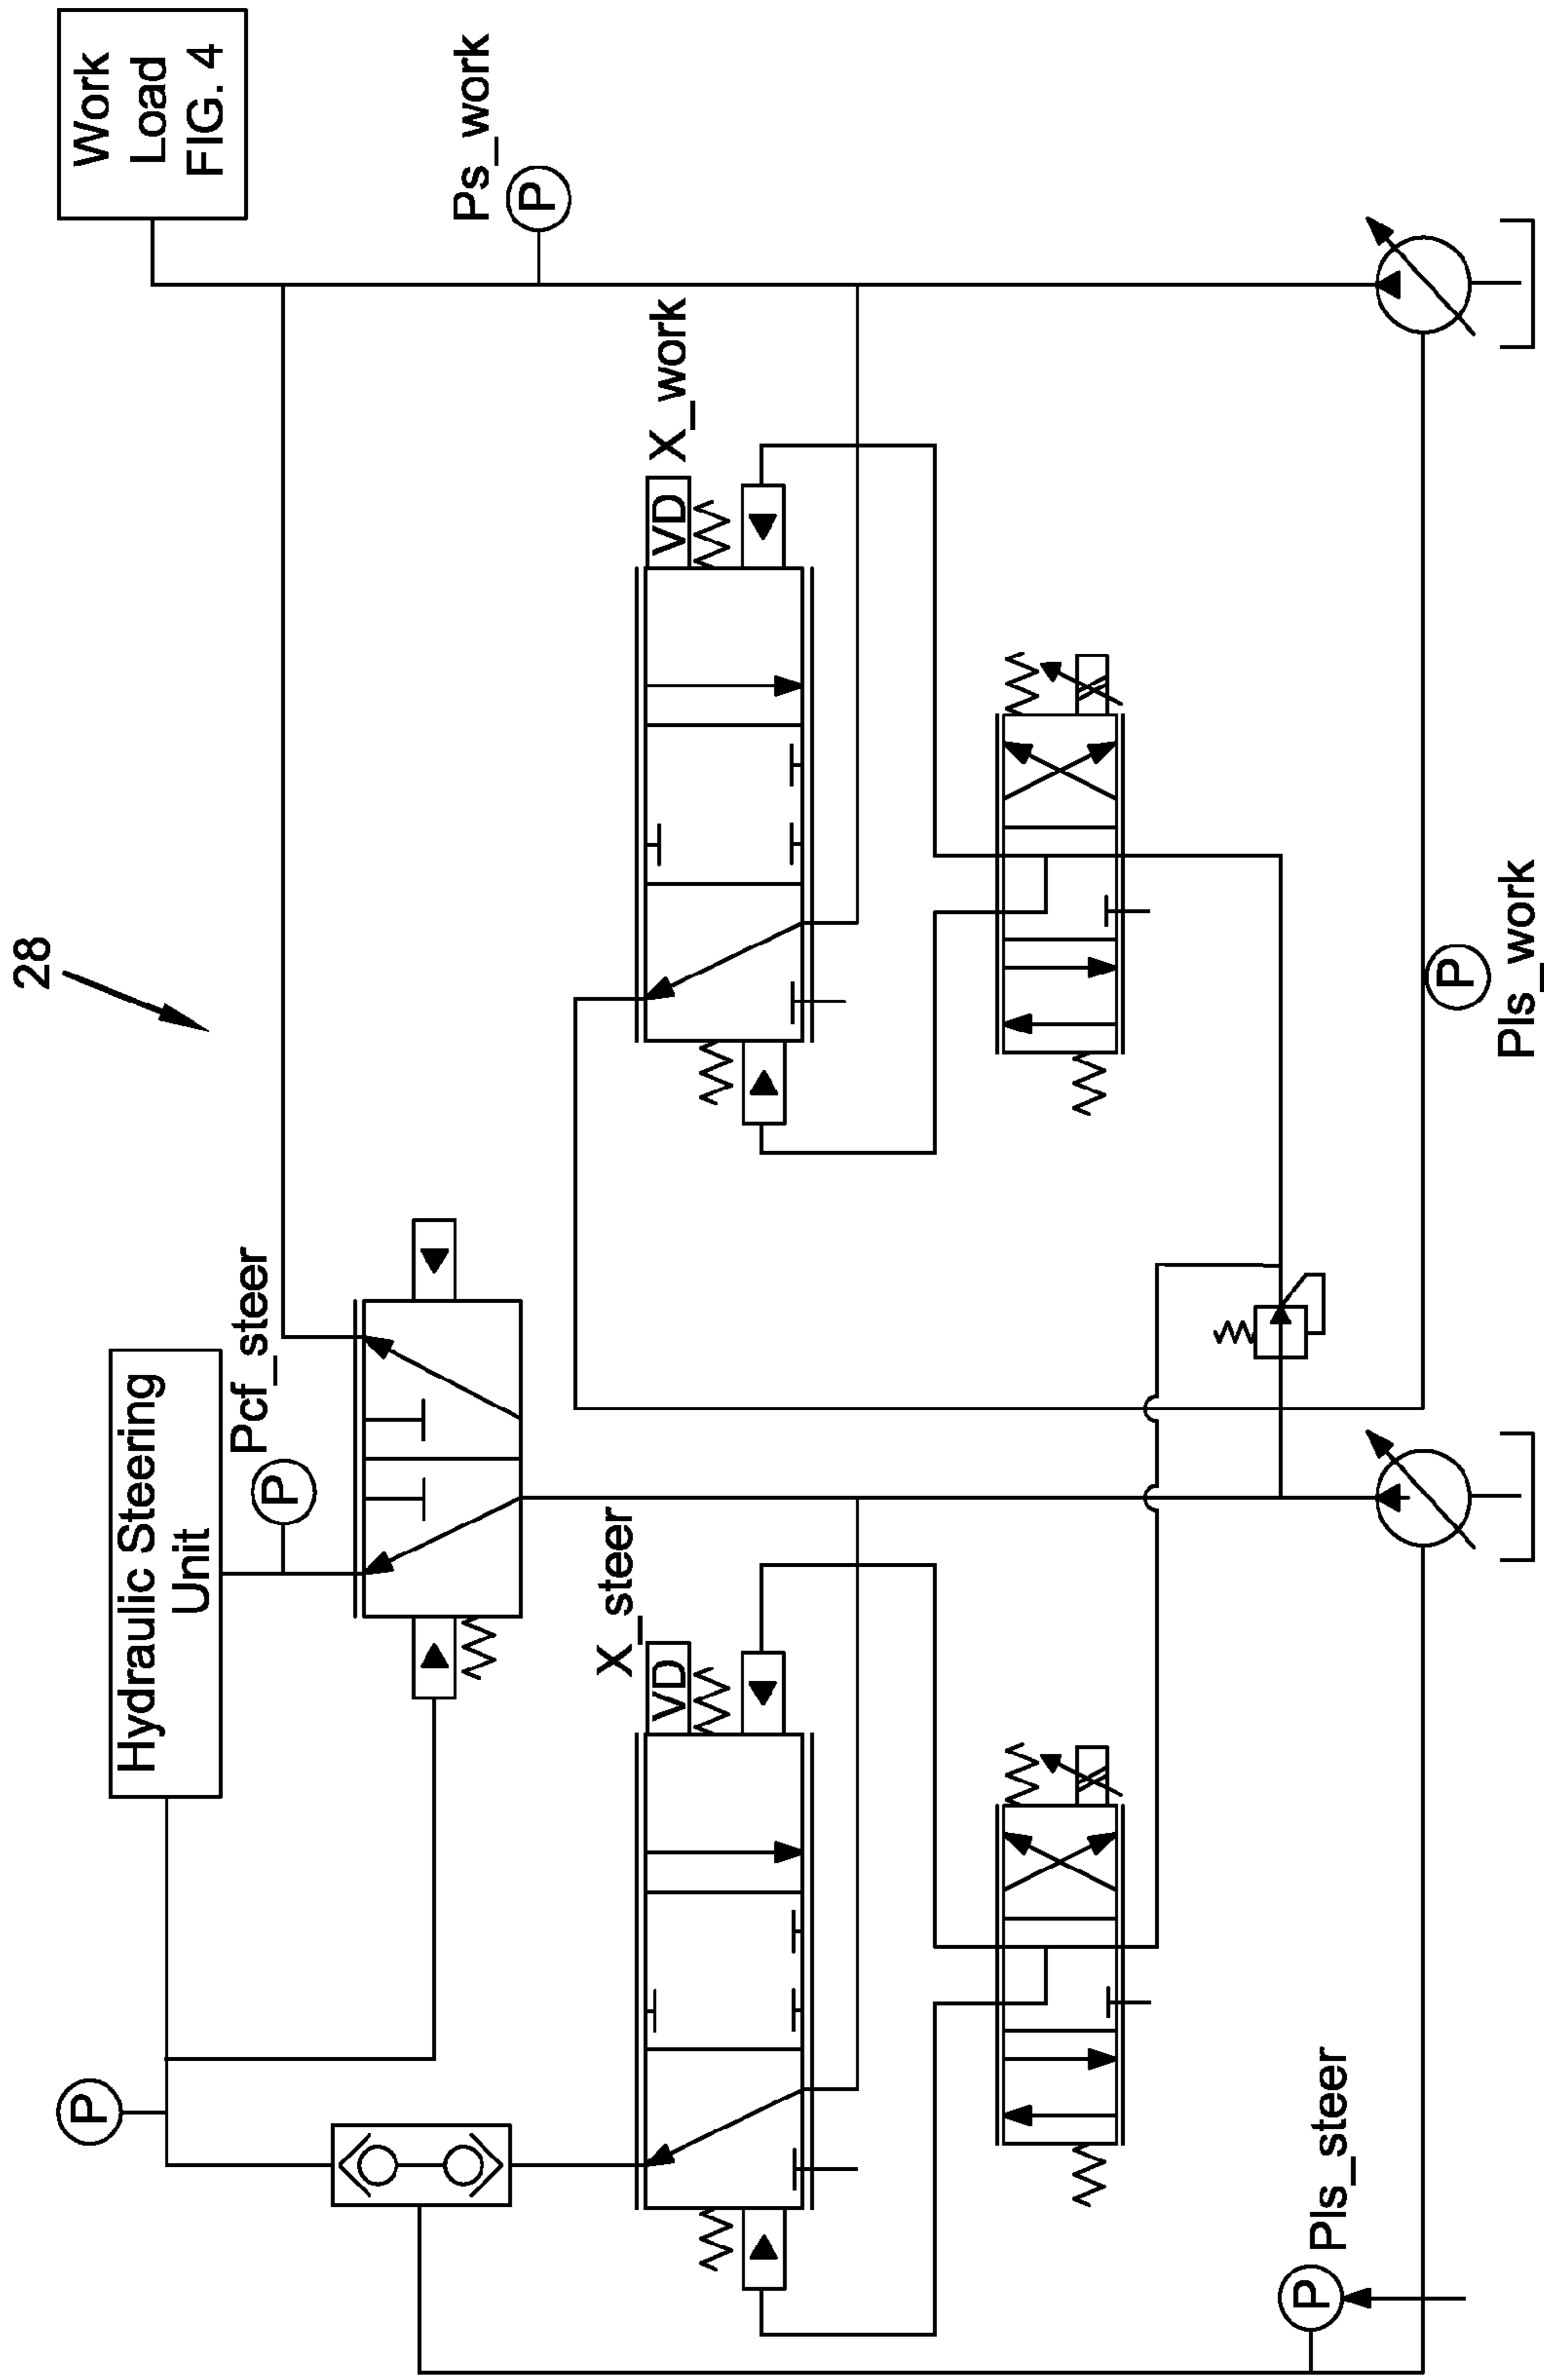 28
Work
Load
FIG. 4
Hydraulic Steering
Unit
Pcf_steer
P
P
Ps_work
P
X_steer
VD
X_work
VD
Pls_steer
P
Pls_work
P